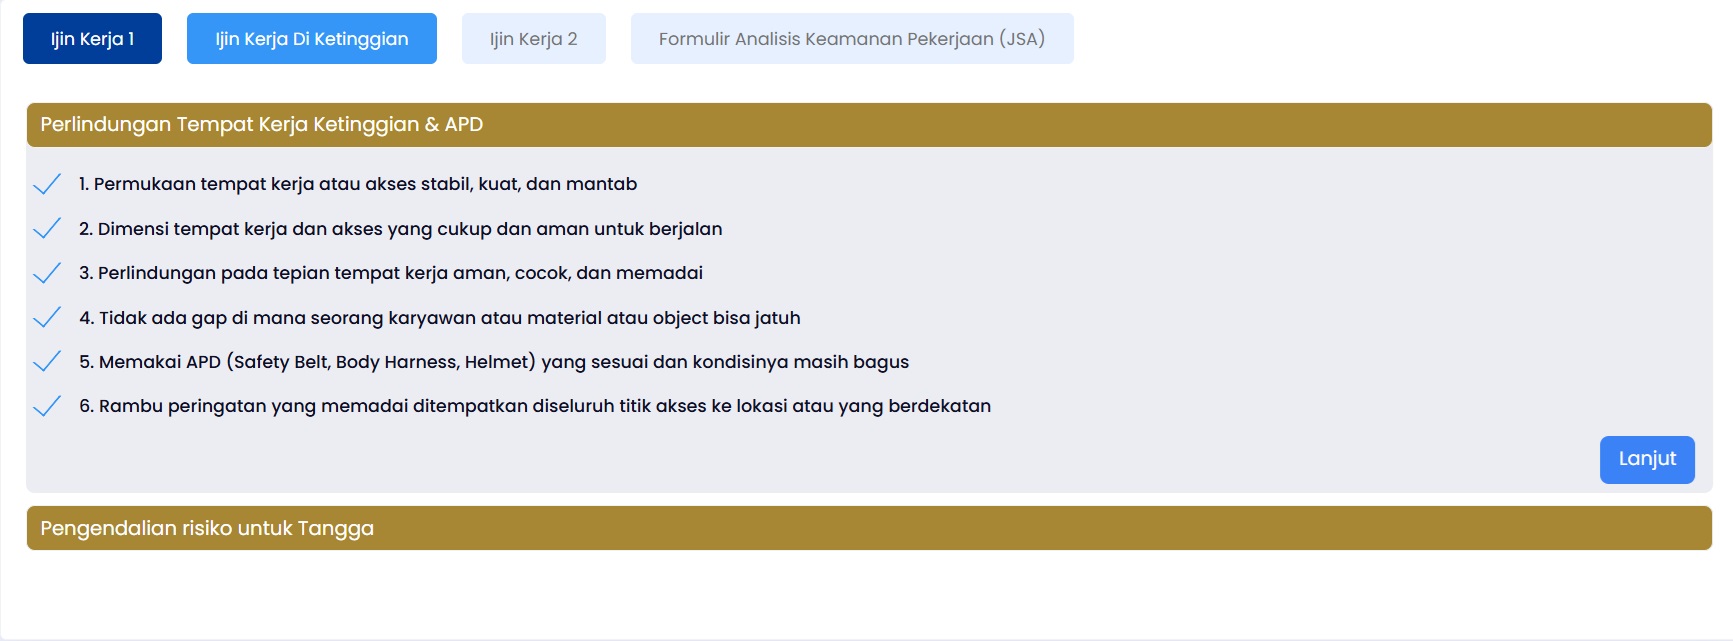 Ijin Kerja 1
Ijin Kerja Di Ketinggian
Ijin Kerja 2
Formulir Analisis Keamanan Pekerjaan (JSA)
Perlindungan Tempat Kerja Ketinggian & APD
1. Permukaan tempat kerja atau akses stabil, kuat, dan mantab
2. Dimensi tempat kerja dan akses yang cukup dan aman untuk berjalan
3. Perlindungan pada tepian tempat kerja aman, cocok, dan memadai
4. Tidak ada gap di mana seorang karyawan atau material atau object bisa jatuh
5. Memakai APD (Safety Belt, Body Harness, Helmet) yang sesuai dan kondisinya masih bagus
6. Rambu peringatan yang memadai ditempatkan diseluruh titik akses ke lokasi atau yang berdekatan
Lanjut
Pengendalian risiko untuk Tangga